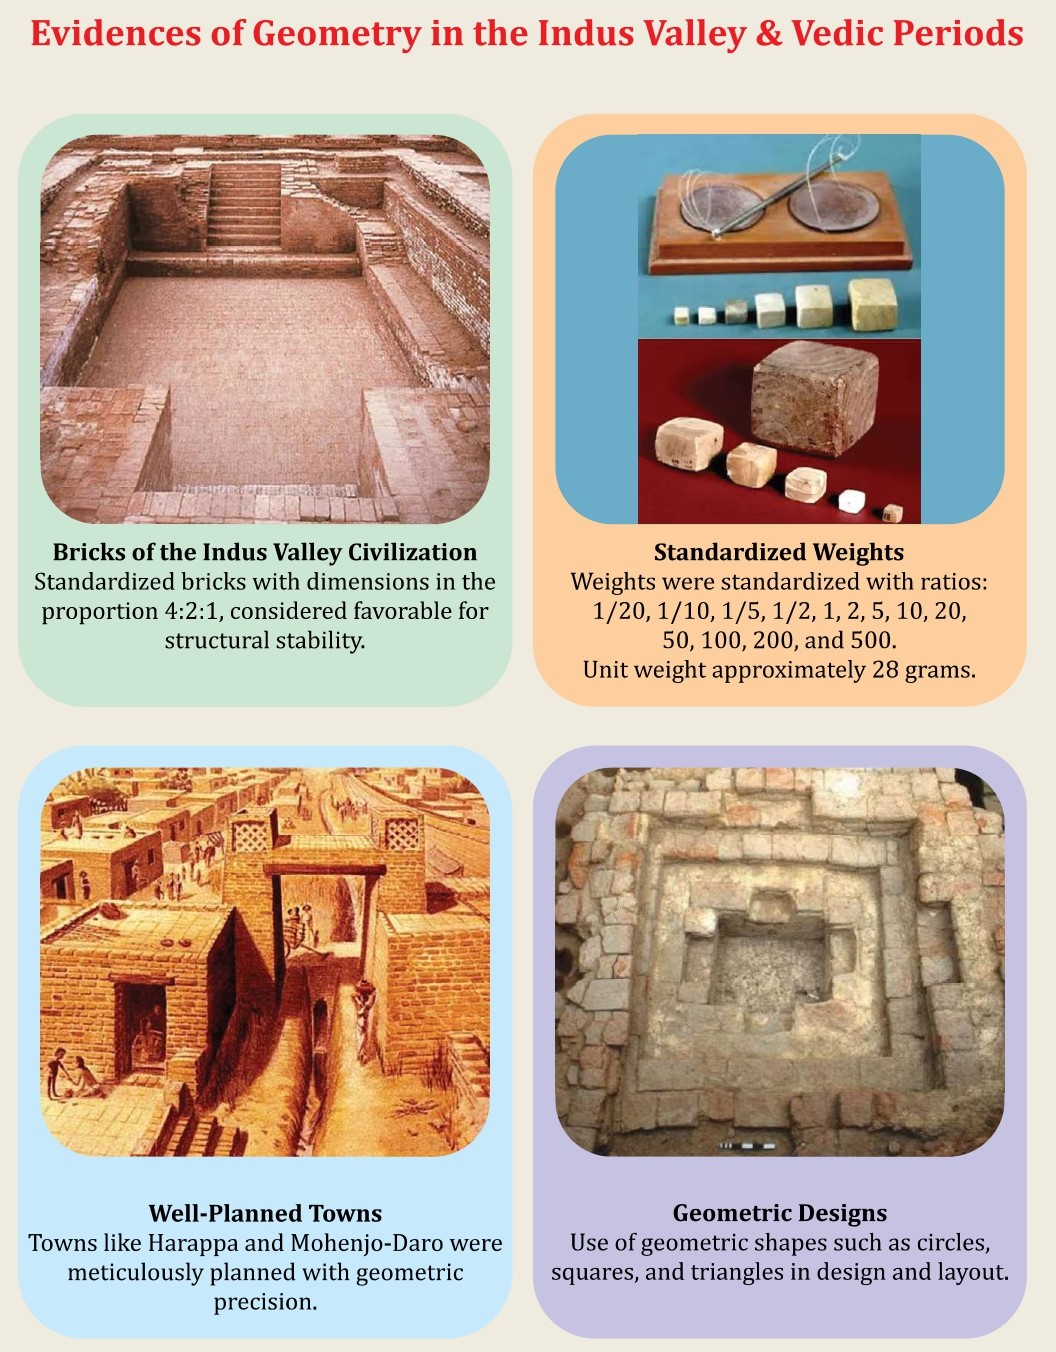 Evidences of Geometry in the Indus Valley & Vedic Periods
Bricks of the Indus Valley Civilization
Standardized bricks with dimensions in the
proportion 4:2:1, considered favorable for
structural stability.
Standardized Weights
Weights were standardized with ratios:
1/20, 1/10, 1/5, 1/2, 1, 2, 5, 10, 20,
50, 100, 200, and 500.
Unit weight approximately 28 grams.
Well-Planned Towns
Towns like Harappa and Mohenjo-Daro were
meticulously planned with geometric
precision.
Geometric Designs
Use of geometric shapes such as circles,
squares, and triangles in design and layout.